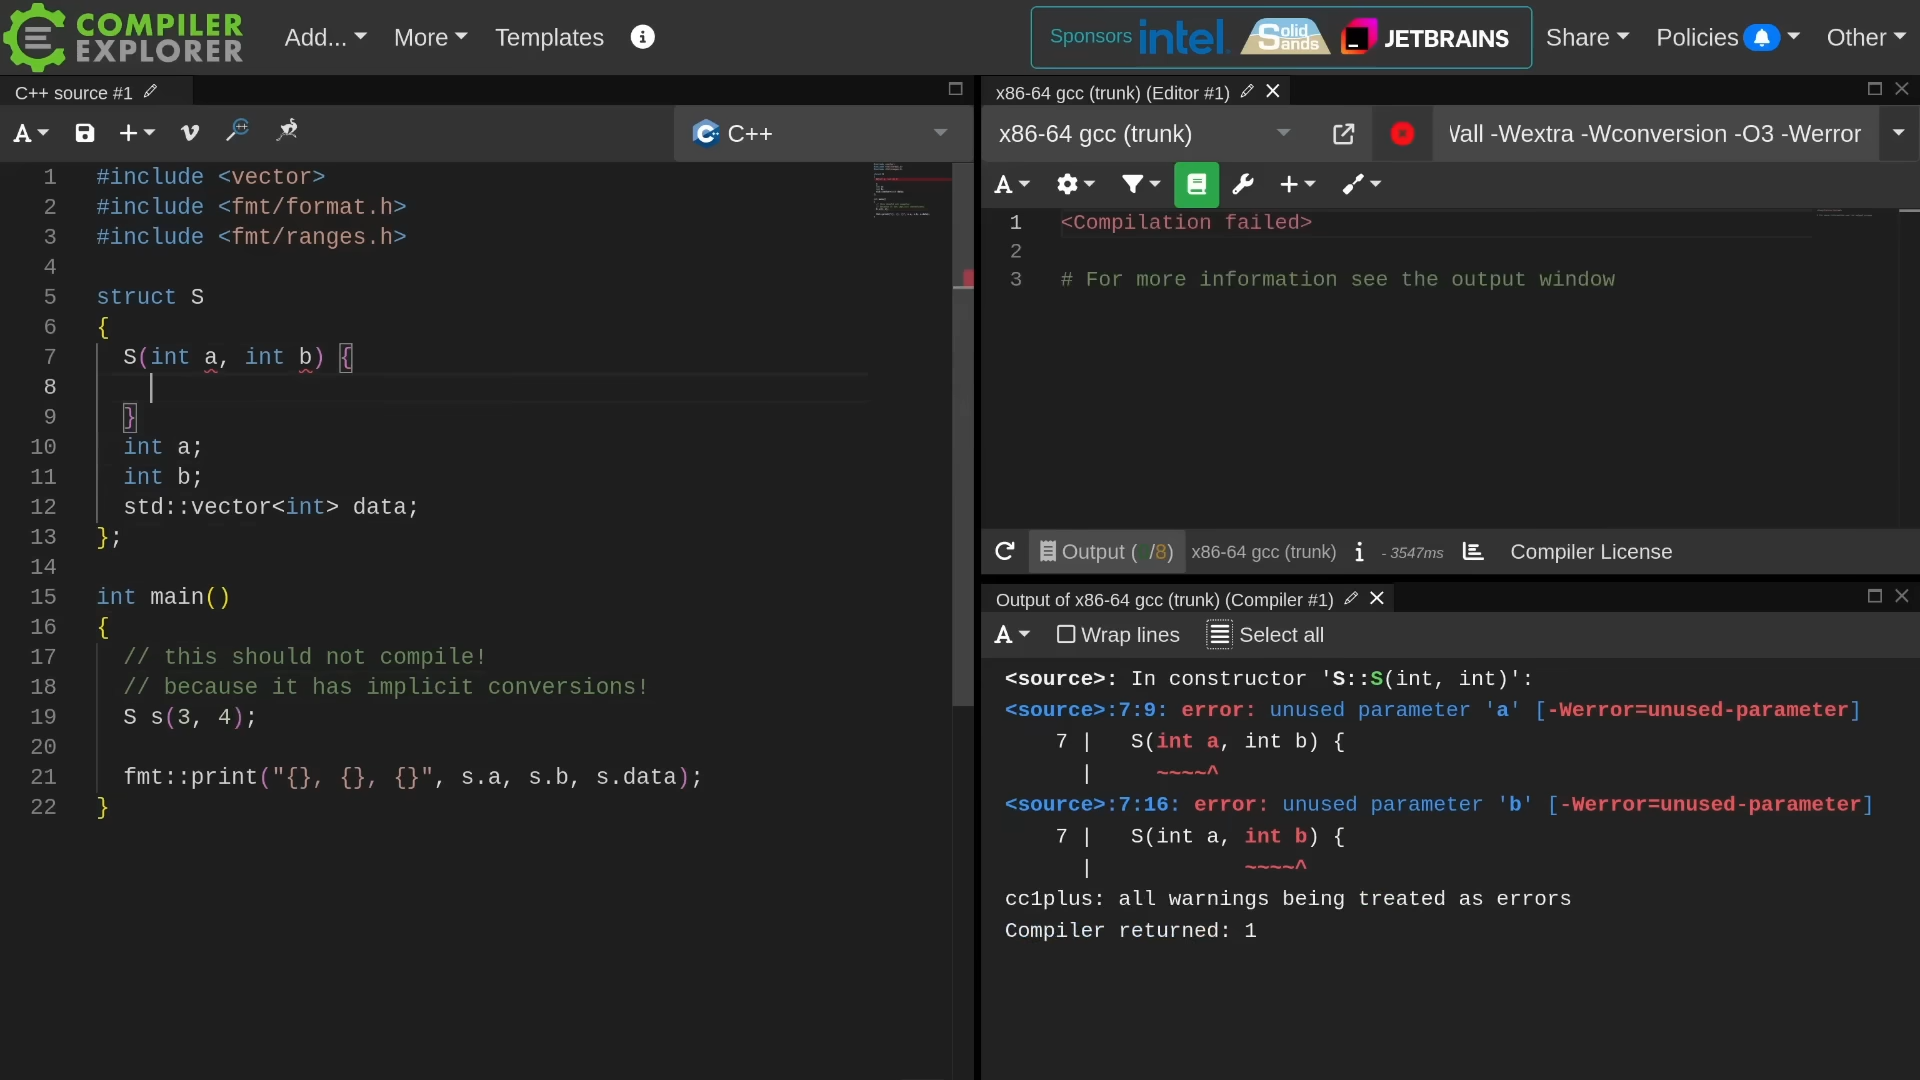 COMPILER
EXPLORER
Add...
More
Templates
Sponsors
intel.
Solid
Sands
JETBRAINS
Share
Policies
Other
C++ source #1
A
C++
1 #include <vector>
2 #include <fmt/format.h>
3 #include <fmt/ranges.h>
4
5 struct S
6 {
7 S(int a, int b) {
8
9 }
10 int a;
11 int b;
12 std::vector<int> data;
13 };
14
15 int main()
16 {
17 // this should not compile!
18 // because it has implicit conversions!
19 S s(3, 4);
20
21 fmt::print("{}, {}, {}", s.a, s.b, s.data);
22 }
x86-64 gcc (trunk) (Editor #1)
x86-64 gcc (trunk)
-Wextra -Wconversion -O3 -Werror
A
1 <Compilation failed>
2
3 # For more information see the output window
Output ( /8) x86-64 gcc (trunk) - 3547ms Compiler License
Output of x86-64 gcc (trunk) (Compiler #1)
A Wrap lines Select all
<source>: In constructor 'S::S(int, int)':
<source>:7:9: error: unused parameter 'a' [-Werror=unused-parameter]
7 | S(int a, int b) {
| ~~~~^
<source>:7:16: error: unused parameter 'b' [-Werror=unused-parameter]
7 | S(int a, int b) {
| ~~~~^
cc1plus: all warnings being treated as errors
Compiler returned: 1